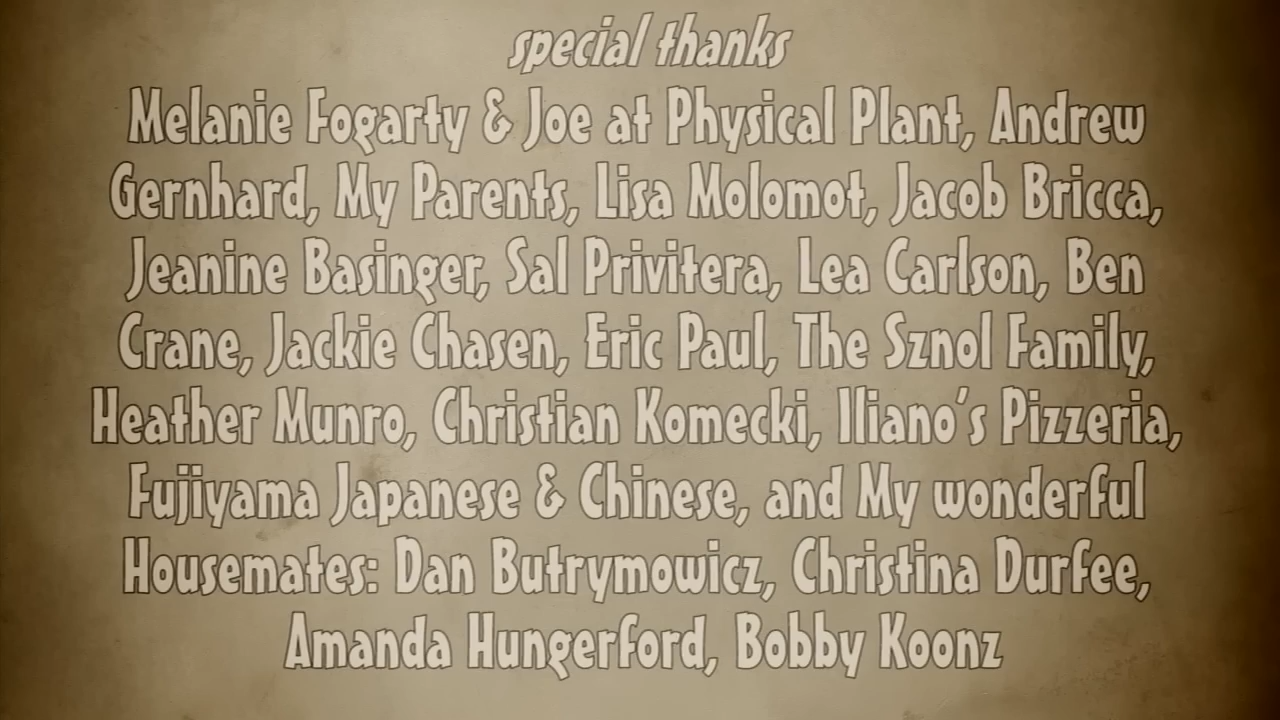 special thanks
Melanie Fogarty & Joe at Physical Plant, Andrew
Gernhard, My Parents, Lisa Molomot, Jacob Bricca,
Jeanine Basinger, Sal Privitera, Lea Carlson, Ben
Crane, Jackie Chasen, Eric Paul, The Sznol Family,
Heather Munro, Christian Komecki, Iliano's Pizzeria,
Fujiyama Japanese & Chinese, and My wonderful
Housemates: Dan Butrymowicz, Christina Durfee,
Amanda Hungerford, Bobby Koonz